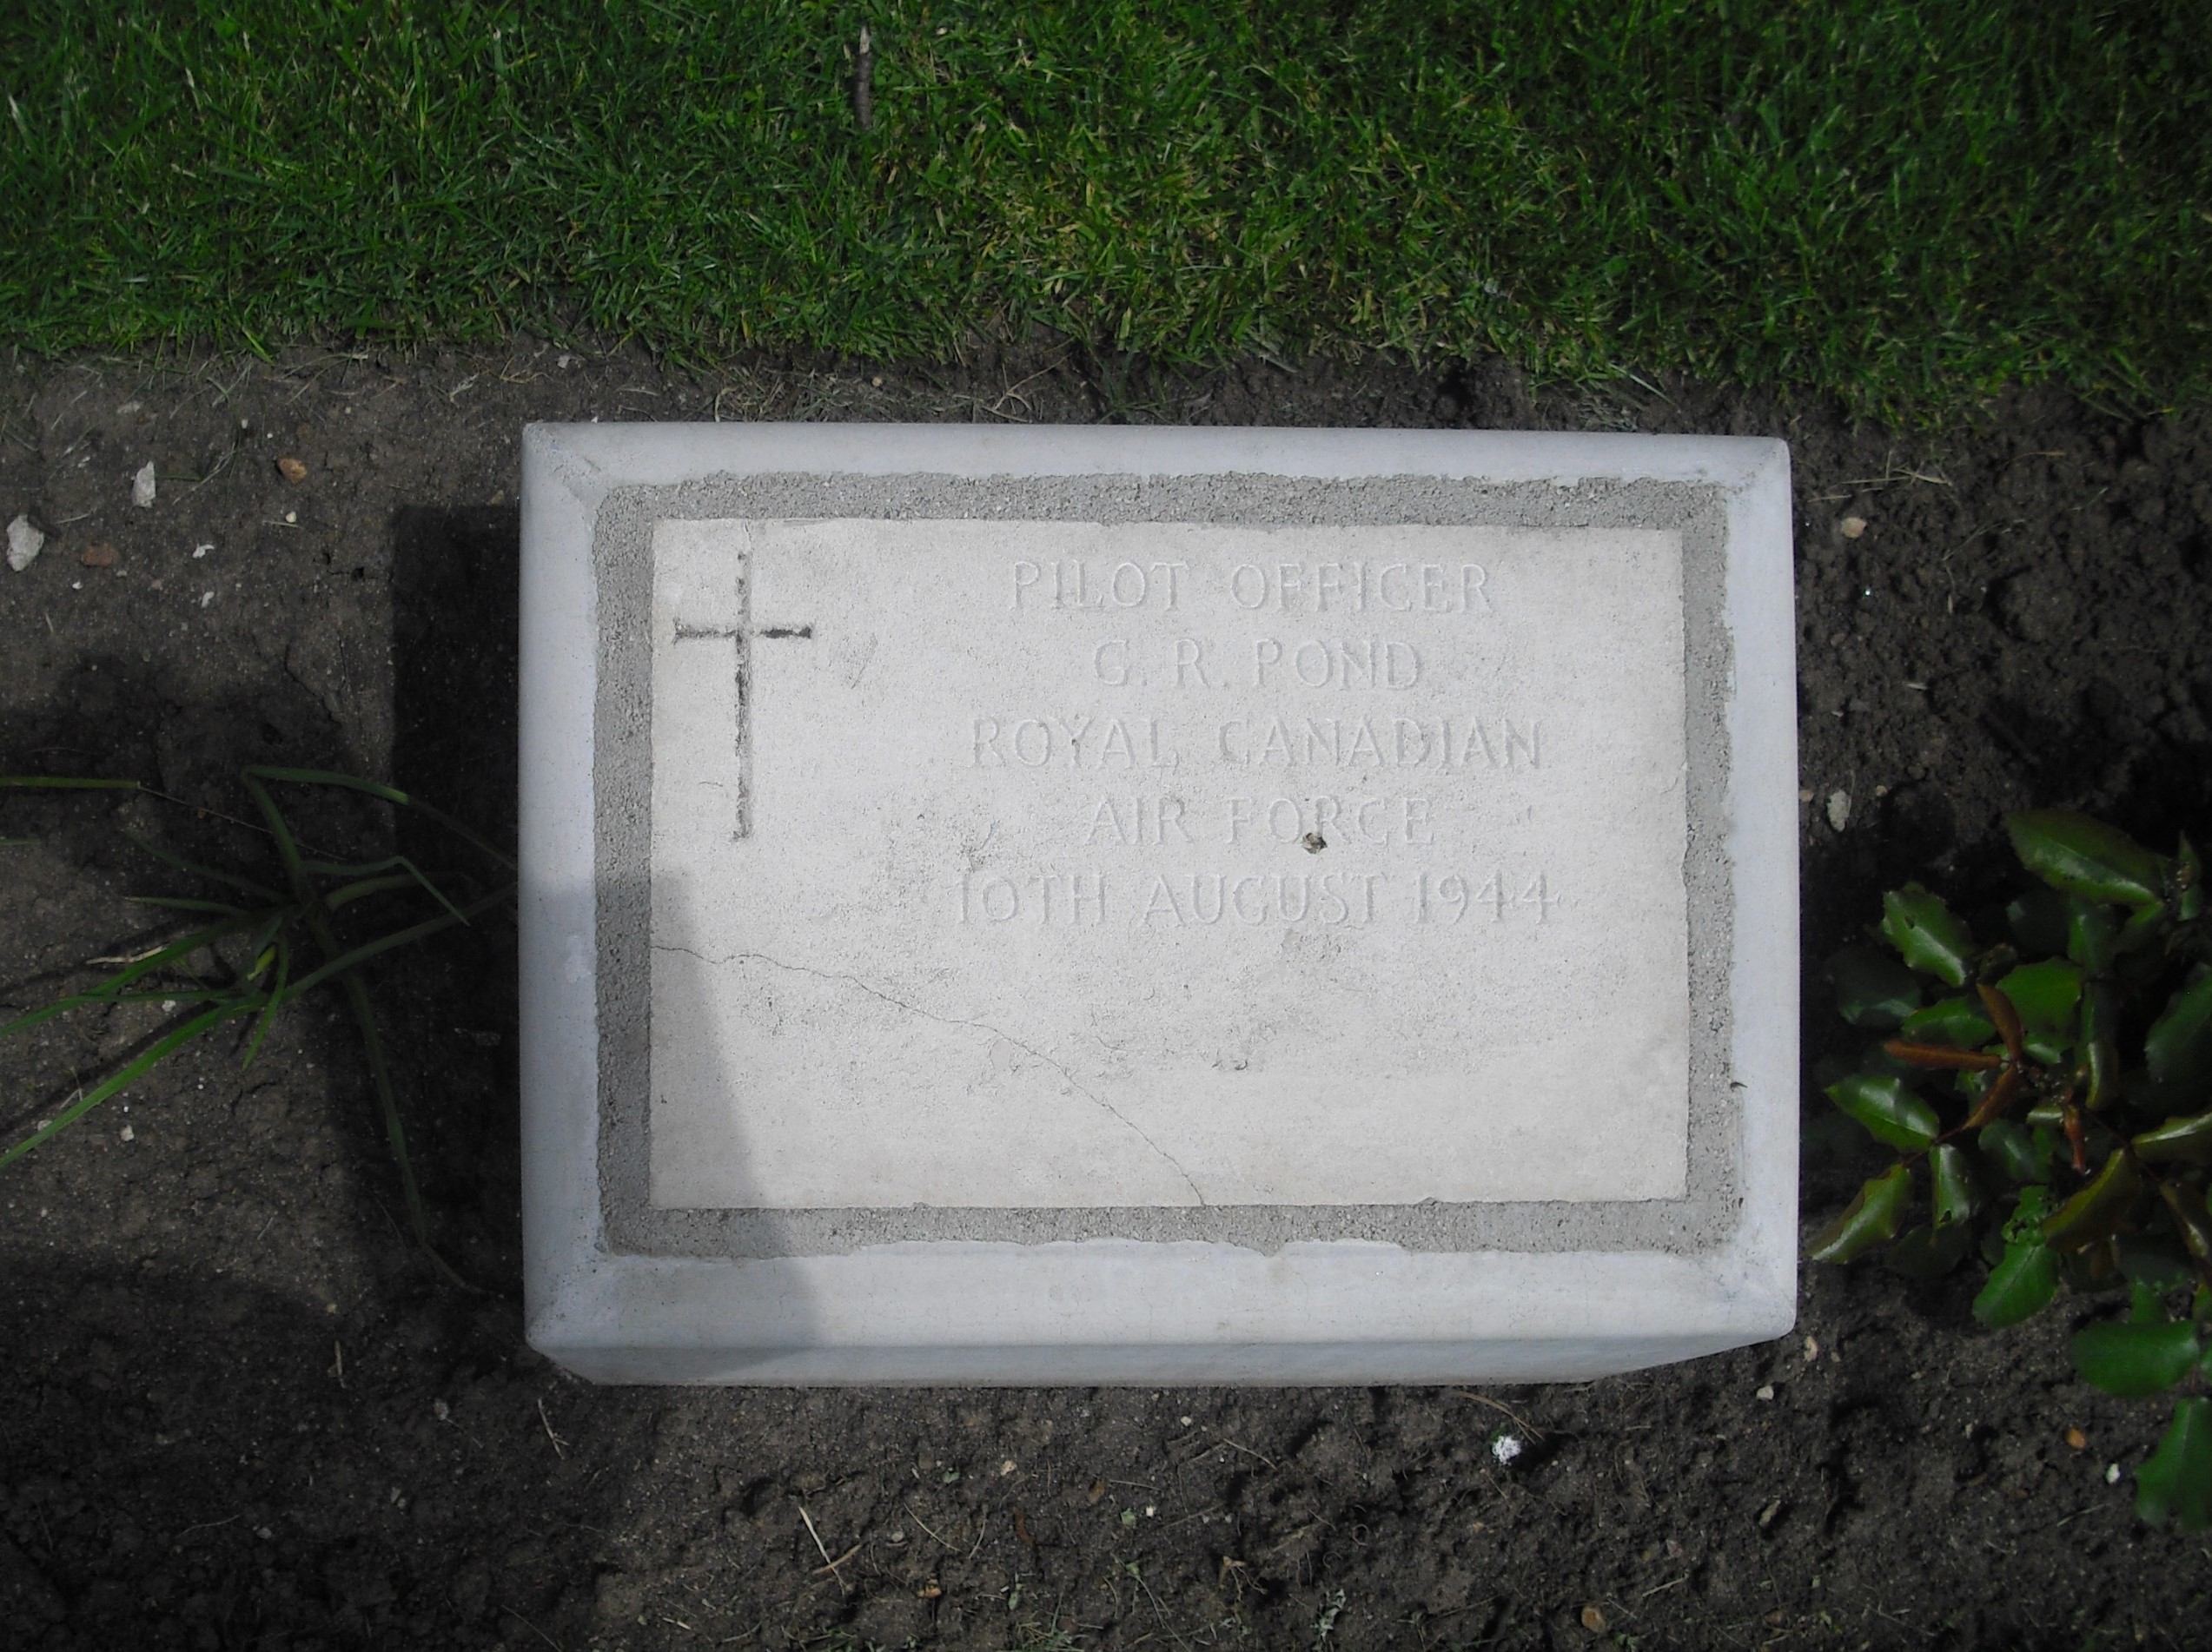 PILOT OFFICER
G. R. POND
ROYAL CANADIAN
AIR FORCE
10TH AUGUST 1944